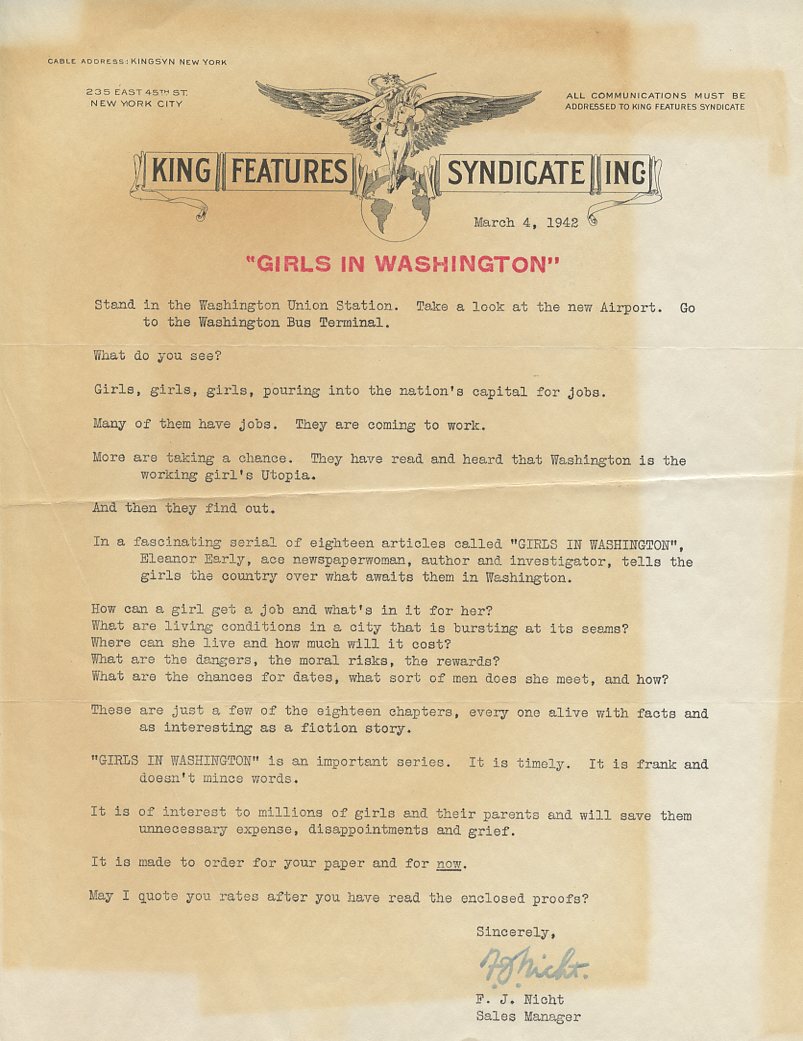 CABLE ADDRESS: KINGSYN NEW YORK
235 EAST 45TH ST.
NEW YORK CITY
ALL COMMUNICATIONS MUST BE
ADDRESSED TO KING FEATURES SYNDICATE
KING FEATURES SYNDICATE INC.
March 4, 1942
"GIRLS IN WASHINGTON"
Stand in the Washington Union Station. Take a look at the new Airport. Go
to the Washington Bus Terminal.
What do you see?
Girls, girls, girls, pouring into the nation's capital for jobs.
Many of them have jobs. They are coming to work.
More are taking a chance. They have read and heard that Washington is the
working girl's Utopia.
And then they find out.
In a fascinating serial of eighteen articles called "GIRLS IN WASHINGTON",
Eleanor Early, ace newspaperwoman, author and investigator, tells the
girls the country over what awaits them in Washington.
How can a girl get a job and what's in it for her?
What are living conditions in a city that is bursting at its seams?
Where can she live and how much will it cost?
What are the dangers, the moral risks, the rewards?
What are the chances for dates, what sort of men does she meet, and how?
These are just a few of the eighteen chapters, every one alive with facts and
as interesting as a fiction story.
"GIRLS IN WASHINGTON" is an important series. It is timely. It is frank and
doesn't mince words.
It is of interest to millions of girls and their parents and will save them
unnecessary expense, disappointments and grief.
It is made to order for your paper and for now.
May I quote you rates after you have read the enclosed proofs?
Sincerely,
F. J. Nicht.
F. J. Nicht
Sales Manager